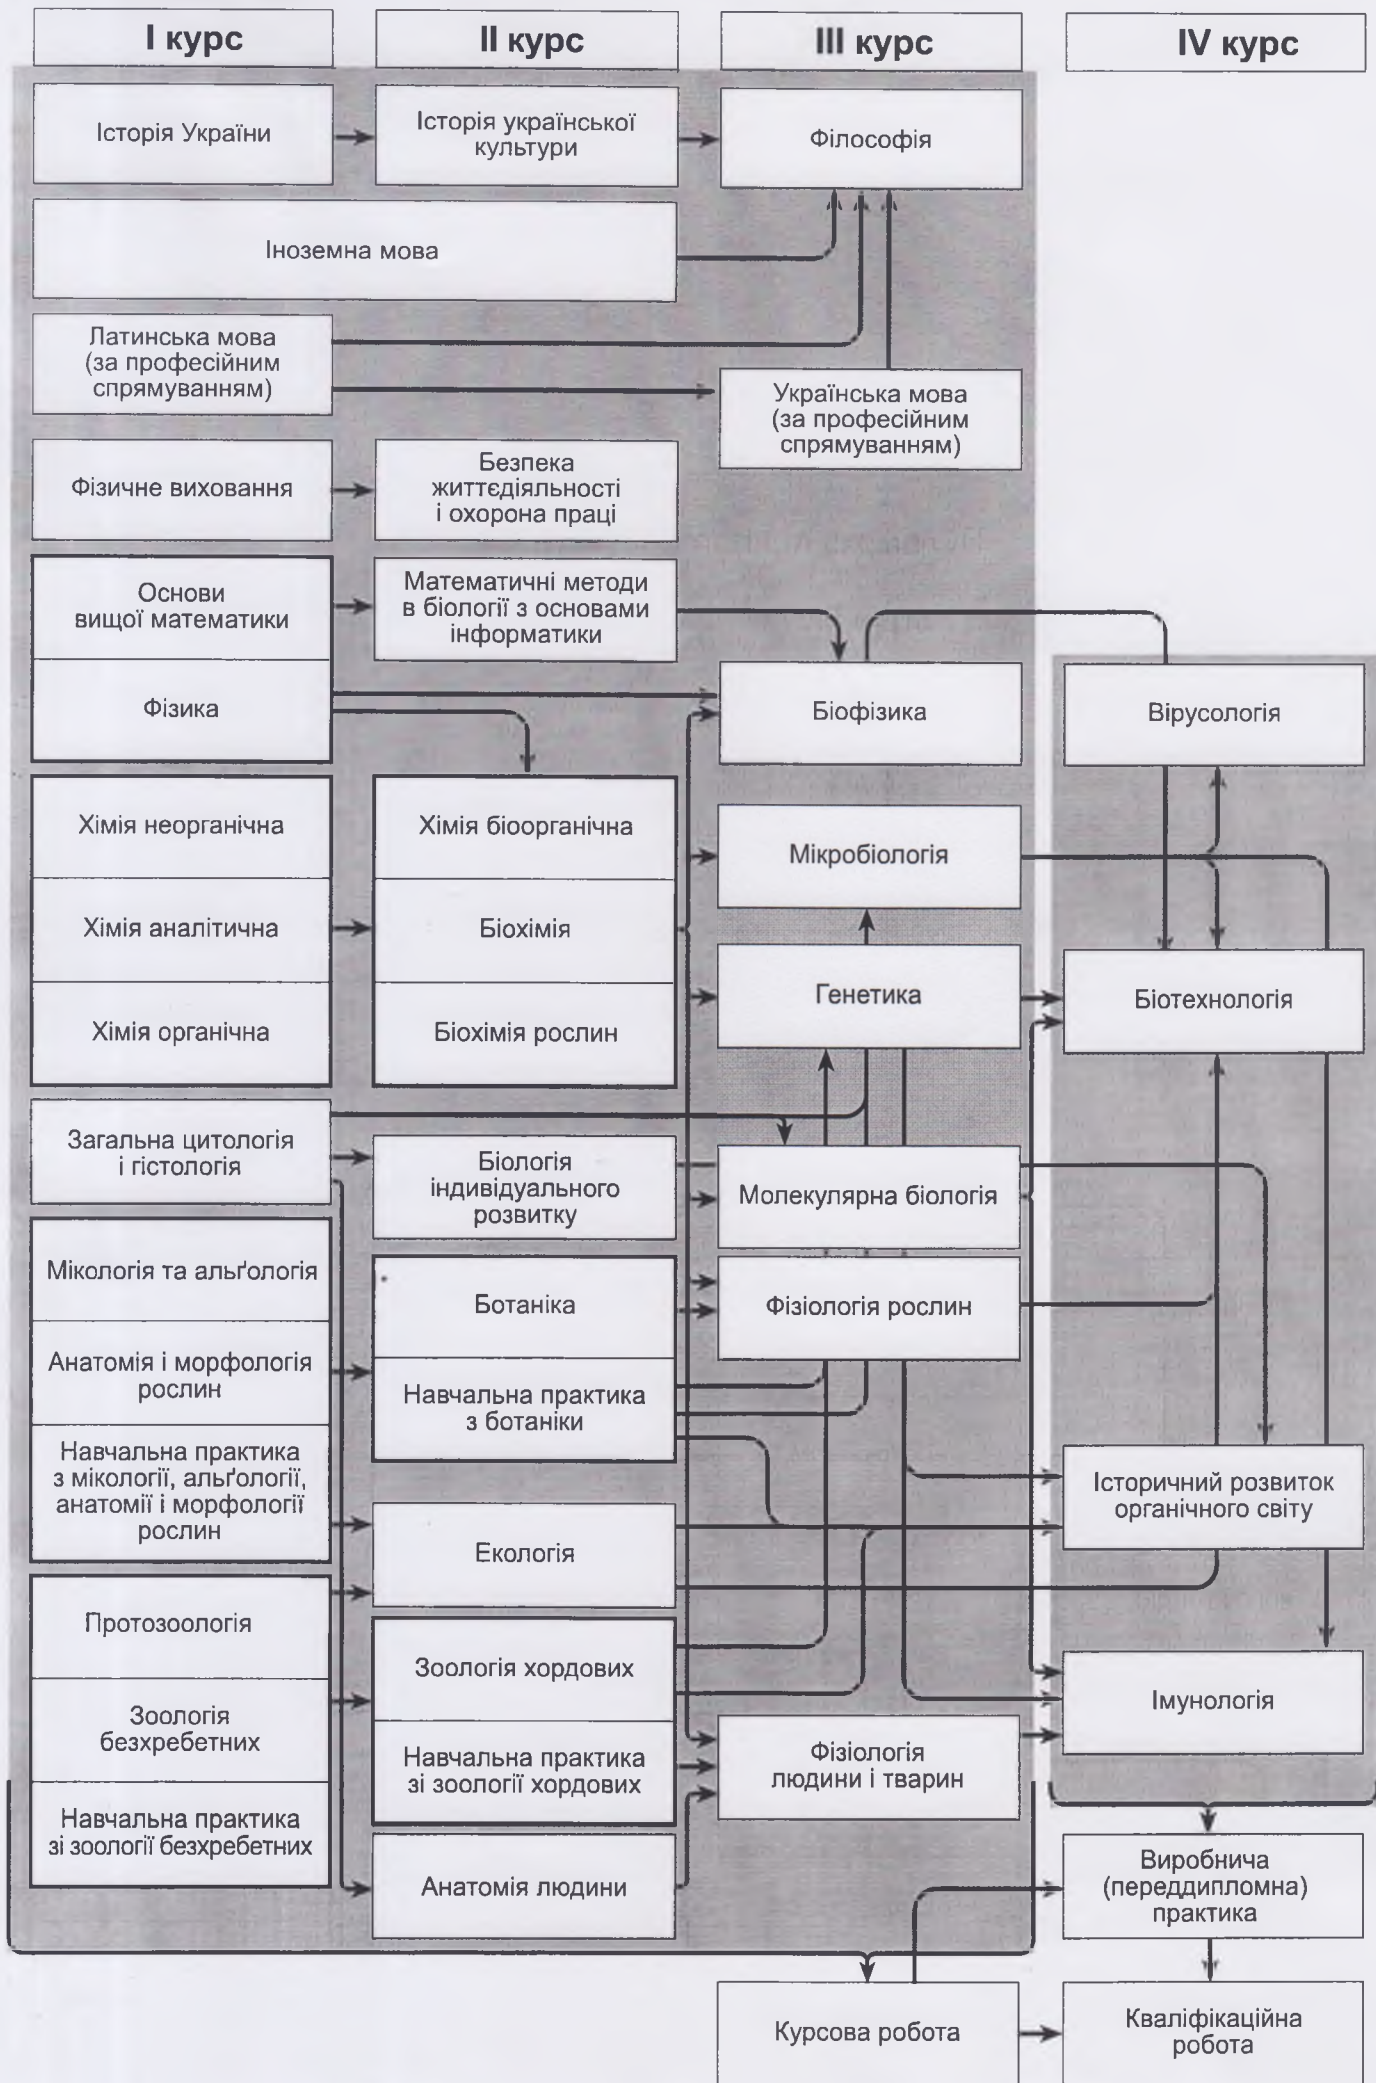 I курс
II курс
III курс
IV курс
Історія України
Історія української
культури
Філософія
Іноземна мова
Латинська мова
(за професійним
спрямуванням)
Українська мова
(за професійним
спрямуванням)
Фізичне виховання
Безпека
життєдіяльності
і охорона праці
Основи
вищої математики
Математичні методи
в біології з основами
інформатики
Фізика
Біофізика
Вірусологія
Хімія неорганічна
Хімія біоорганічна
Мікробіологія
Хімія аналітична
Біохімія
Генетика
Біотехнологія
Хімія органічна
Біохімія рослин
Загальна цитологія
і гістологія
Біологія
індивідуального
розвитку
Молекулярна біологія
Мікологія та альґологія
Ботаніка
Фізіологія рослин
Анатомія і морфологія
рослин
Навчальна практика
з ботаніки
Навчальна практика
з мікології, альґології,
анатомії і морфології
рослин
Історичний розвиток
органічного світу
Екологія
Протозоологія
Зоологія хордових
Імунологія
Зоологія
безхребетних
Навчальна практика
зі зоології хордових
Фізіологія
людини і тварин
Навчальна практика
зі зоології безхребетних
Анатомія людини
Виробнича
(переддипломна)
практика
Курсова робота
Кваліфікаційна
робота